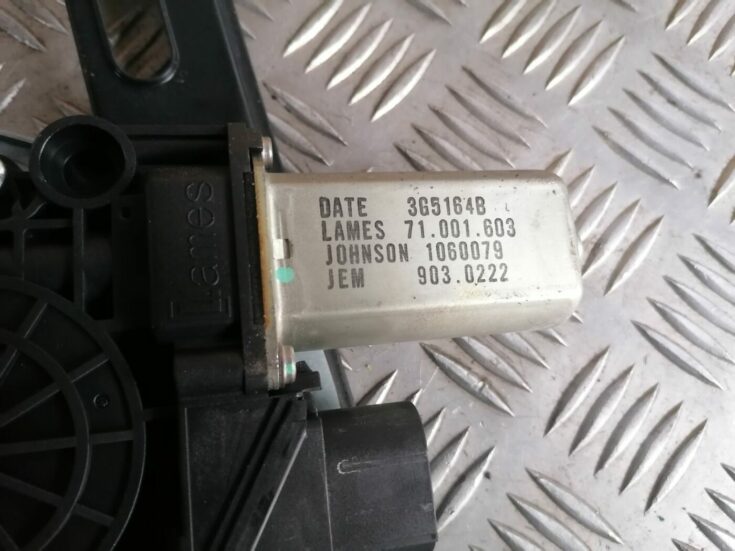 Lames
DATE 3G5164B
LAMES 71.001.603
JOHNSON 1060079
JEM 903.0222